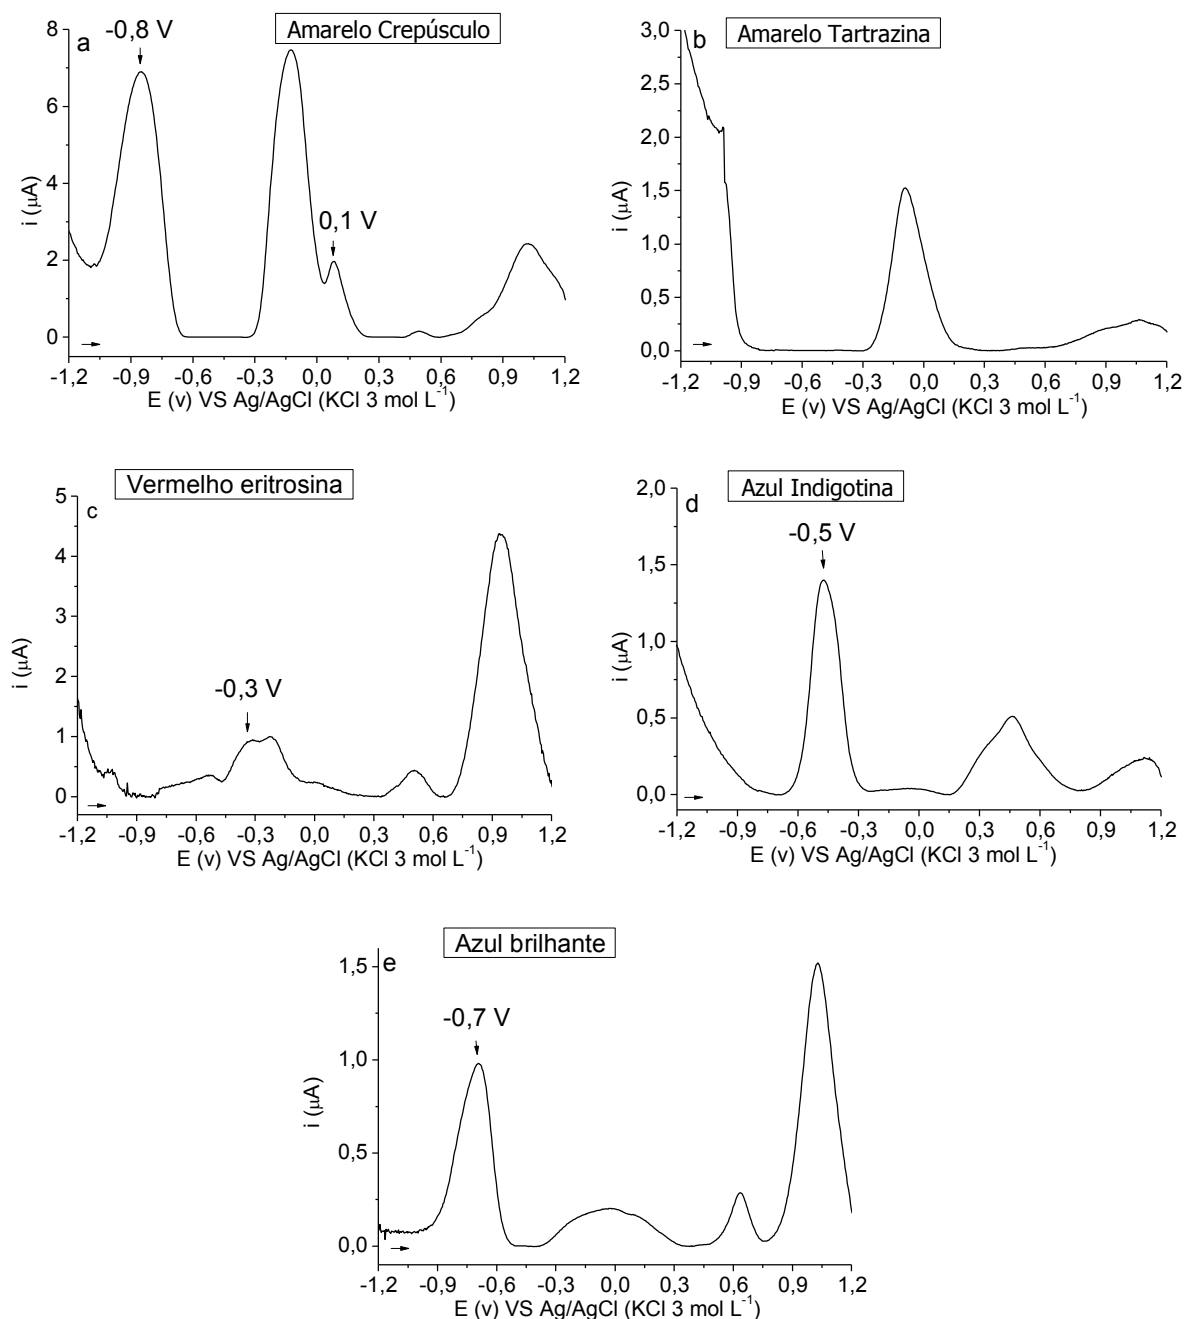 Amarelo Crepúsculo
a
-0,8 V
0,1 V
8
6
4
2
0
i (μA)
-1,2 -0,9 -0,6 -0,3 0,0 0,3 0,6 0,9 1,2
E (v) VS Ag/AgCl (KCl 3 mol L⁻¹)
Amarelo Tartrazina
b
3,0
2,5
2,0
1,5
1,0
0,5
0,0
i (μA)
-1,2 -0,9 -0,6 -0,3 0,0 0,3 0,6 0,9 1,2
E (v) VS Ag/AgCl (KCl 3 mol L⁻¹)
Vermelho eritrosina
c
-0,3 V
5
4
3
2
1
0
i (μA)
-1,2 -0,9 -0,6 -0,3 0,0 0,3 0,6 0,9 1,2
E (v) VS Ag/AgCl (KCl 3 mol L⁻¹)
Azul Indigotina
d
-0,5 V
2,0
1,5
1,0
0,5
0,0
i (μA)
-1,2 -0,9 -0,6 -0,3 0,0 0,3 0,6 0,9 1,2
E (v) VS Ag/AgCl (KCl 3 mol L⁻¹)
Azul brilhante
e
-0,7 V
1,5
1,0
0,5
0,0
i (μA)
-1,2 -0,9 -0,6 -0,3 0,0 0,3 0,6 0,9 1,2
E (v) VS Ag/AgCl (KCl 3 mol L⁻¹)